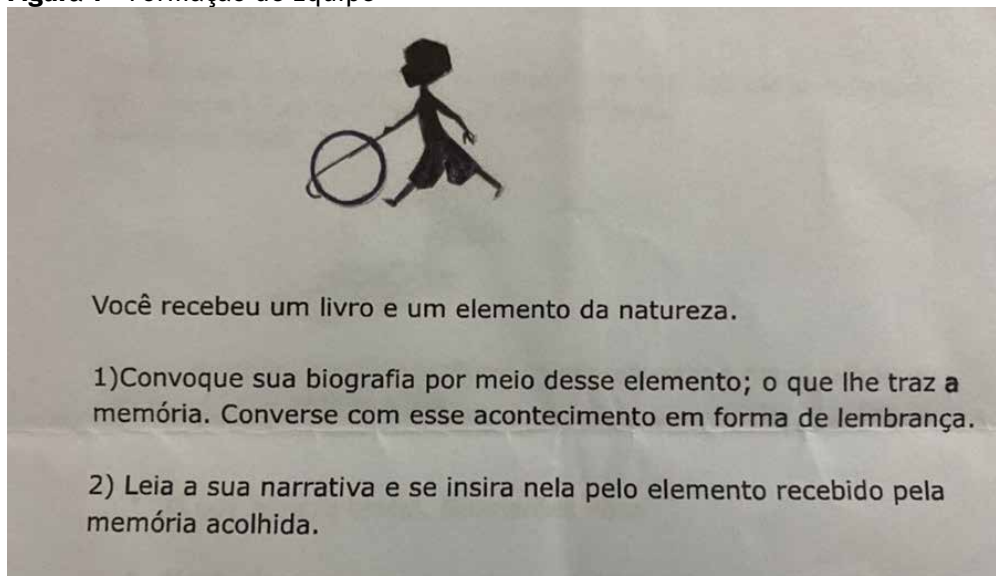 Você recebeu um livro e um elemento da natureza.
1)Convoque sua biografia por meio desse elemento; o que lhe traz a
memória. Converse com esse acontecimento em forma de lembrança.
2) Leia a sua narrativa e se insira nela pelo elemento recebido pela
memória acolhida.